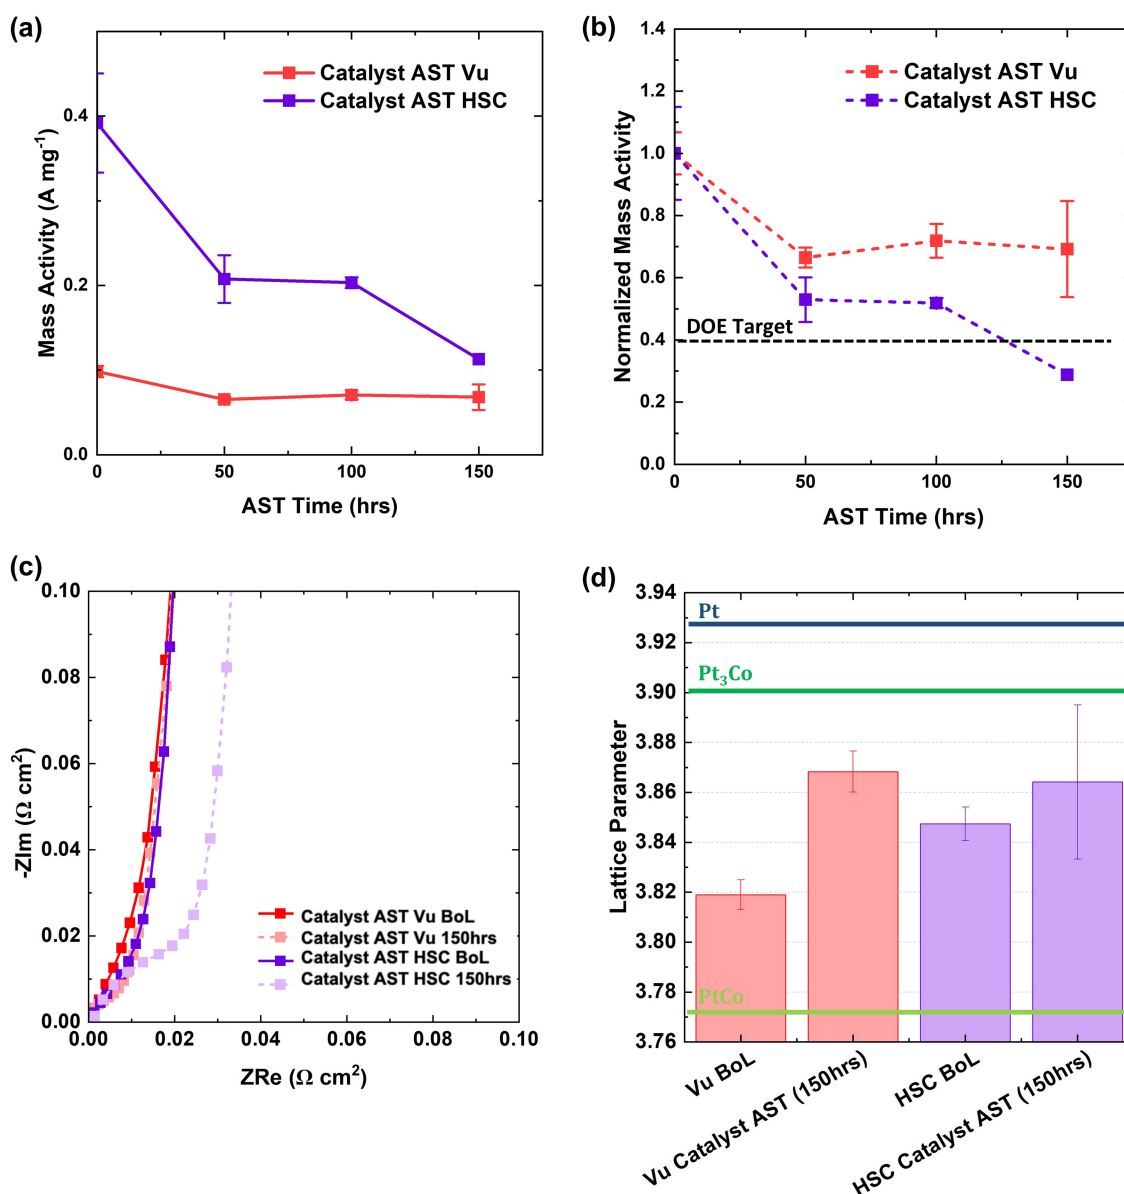 (a)
Catalyst AST Vu
Catalyst AST HSC
Mass Activity (A mg⁻¹)
0.4
0.2
0.0
0
50
100
150
AST Time (hrs)
(b)
Catalyst AST Vu
Catalyst AST HSC
Normalized Mass Activity
1.4
1.2
1.0
0.8
0.6
0.4
0.2
0.0
DOE Target
0
50
100
150
AST Time (hrs)
(c)
-ZIm (Ω cm²)
0.10
0.08
0.06
0.04
0.02
0.00
Catalyst AST Vu BoL
Catalyst AST Vu 150hrs
Catalyst AST HSC BoL
Catalyst AST HSC 150hrs
0.00
0.02
0.04
0.06
0.08
0.10
ZRe (Ω cm²)
(d)
Lattice Parameter
3.94
3.92
3.90
3.88
3.86
3.84
3.82
3.80
3.78
3.76
Pt
Pt₃Co
PtCo
Vu BoL
Vu Catalyst AST (150hrs)
HSC BoL
HSC Catalyst AST (150hrs)